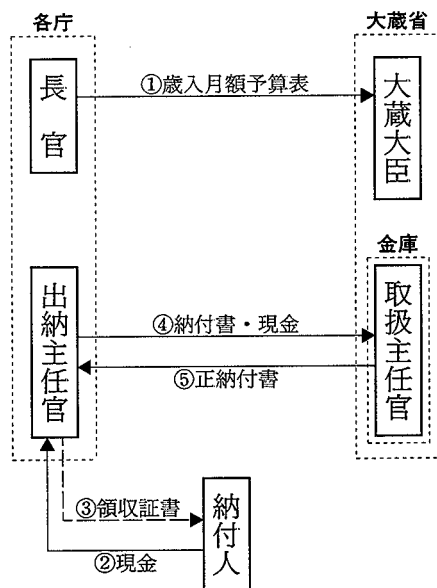 各庁
大蔵省
長官
①歳入月額予算表
大蔵大臣
金庫
出納主任官
④納付書・現金
取扱主任官
⑤正納付書
③領収証書
納付人
②現金